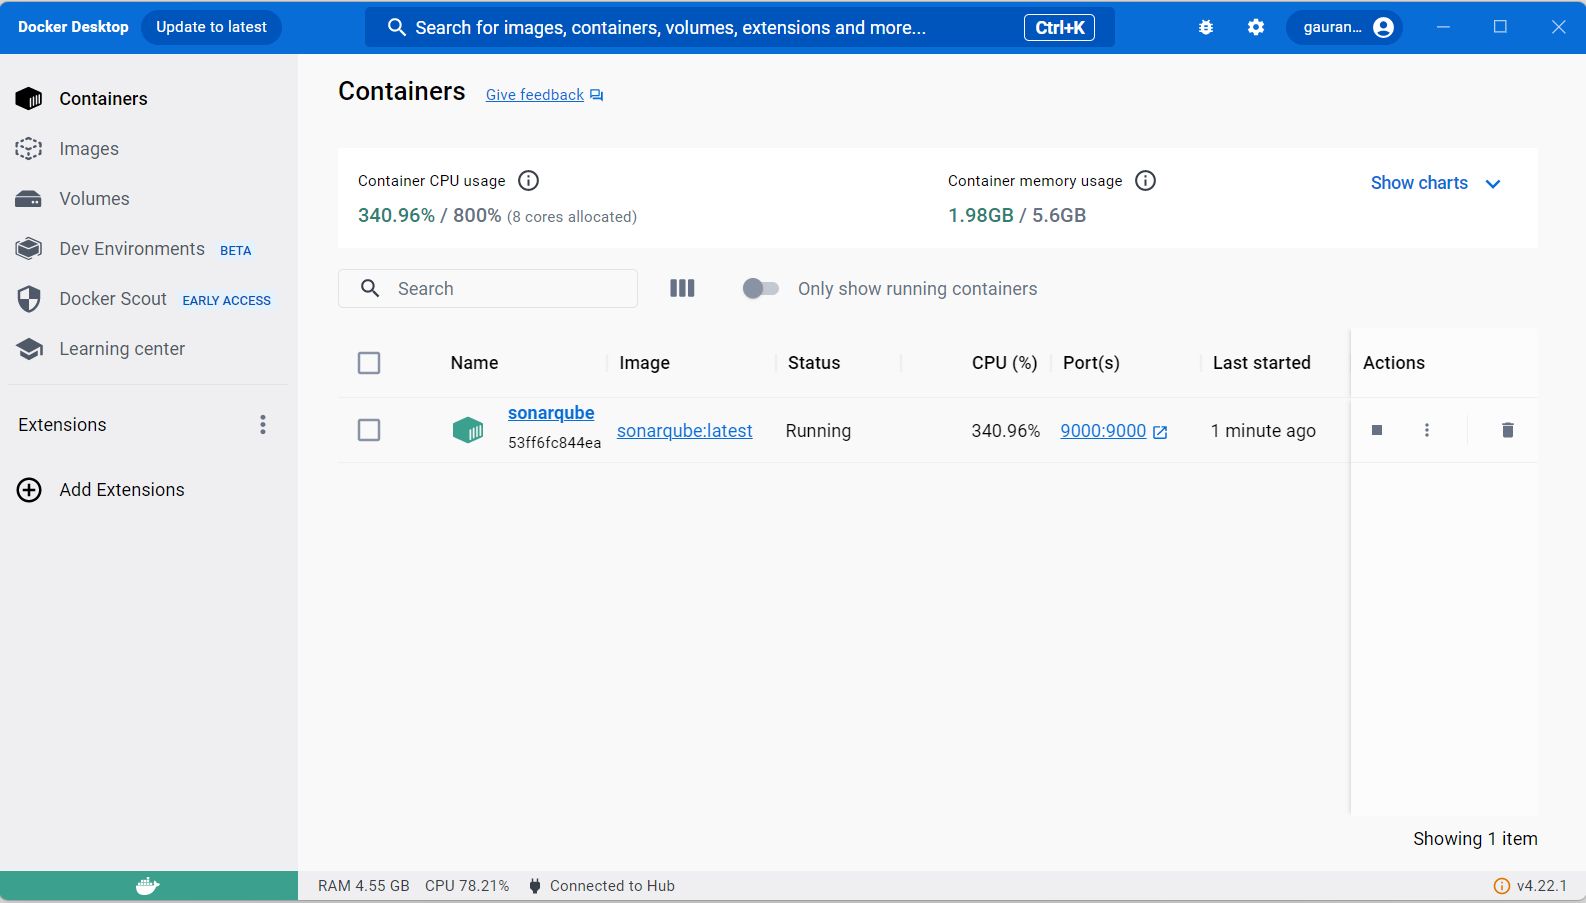 Docker Desktop Update to latest Search for images, containers, volumes, extensions and more... Ctrl+K gauran...
Containers
Images
Volumes
Dev Environments BETA
Docker Scout EARLY ACCESS
Learning center
Extensions
Add Extensions
Containers Give feedback
Container CPU usage
340.96% / 800% (8 cores allocated)
Container memory usage
1.98GB / 5.6GB
Show charts
Search Only show running containers
Name Image Status CPU (%) Port(s) Last started Actions
sonarqube
53ff6fc844ea
sonarqube:latest Running 340.96% 9000:9000 1 minute ago
Showing 1 item
RAM 4.55 GB CPU 78.21% Connected to Hub v4.22.1